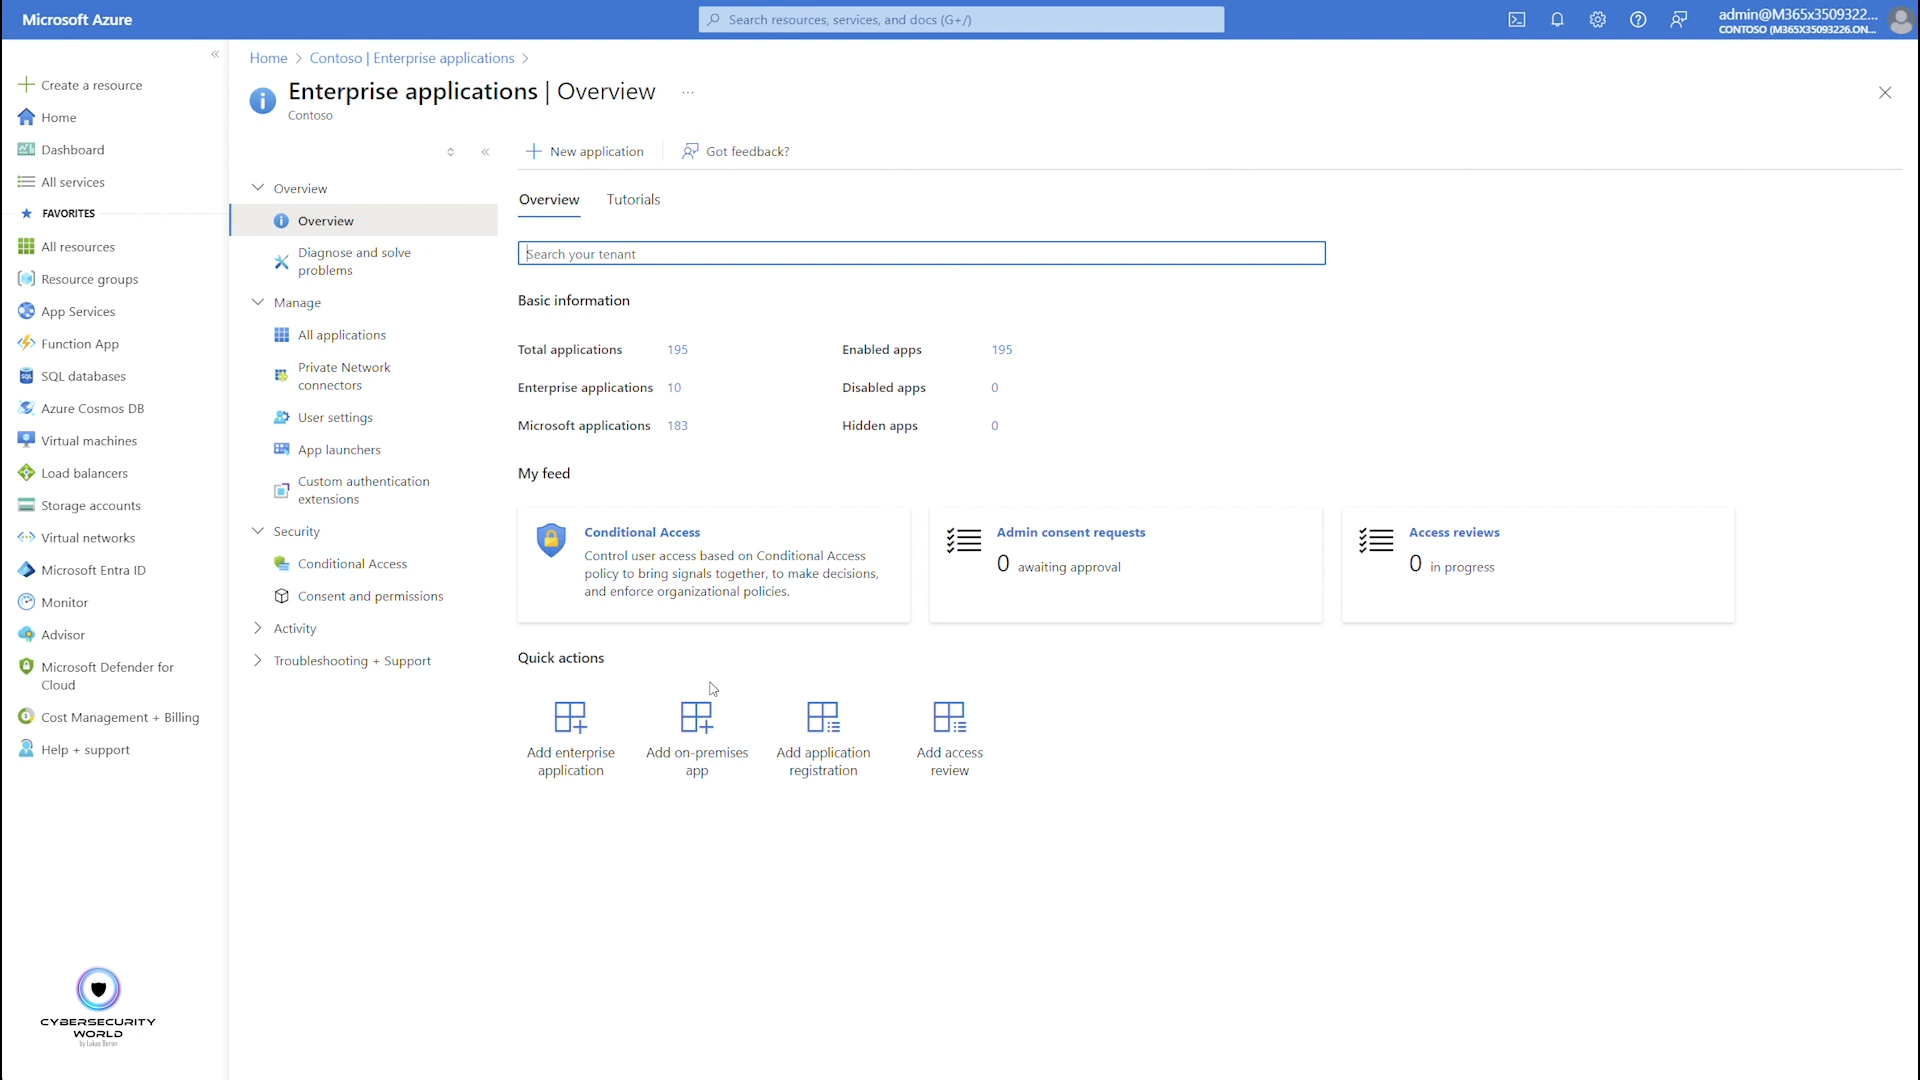 Microsoft Azure
Search resources, services, and docs (G+/)
admin@M365x3509322...
CONTOSO (M365X35093226.ON...
Create a resource
Home
Dashboard
All services
FAVORITES
All resources
Resource groups
App Services
Function App
SQL databases
Azure Cosmos DB
Virtual machines
Load balancers
Storage accounts
Virtual networks
Microsoft Entra ID
Monitor
Advisor
Microsoft Defender for
Cloud
Cost Management + Billing
Help + support
CYBERSECURITY
WORLD
by Lukas Beran
Home > Contoso | Enterprise applications >
Enterprise applications | Overview ...
Contoso
Overview
Overview
Diagnose and solve
problems
Manage
All applications
Private Network
connectors
User settings
App launchers
Custom authentication
extensions
Security
Conditional Access
Consent and permissions
Activity
Troubleshooting + Support
New application
Got feedback?
Overview
Tutorials
Search your tenant
Basic information
Total applications 195
Enabled apps 195
Enterprise applications 10
Disabled apps 0
Microsoft applications 183
Hidden apps 0
My feed
Conditional Access
Control user access based on Conditional Access
policy to bring signals together, to make decisions,
and enforce organizational policies.
Admin consent requests
0 awaiting approval
Access reviews
0 in progress
Quick actions
Add enterprise
application
Add on-premises
app
Add application
registration
Add access
review